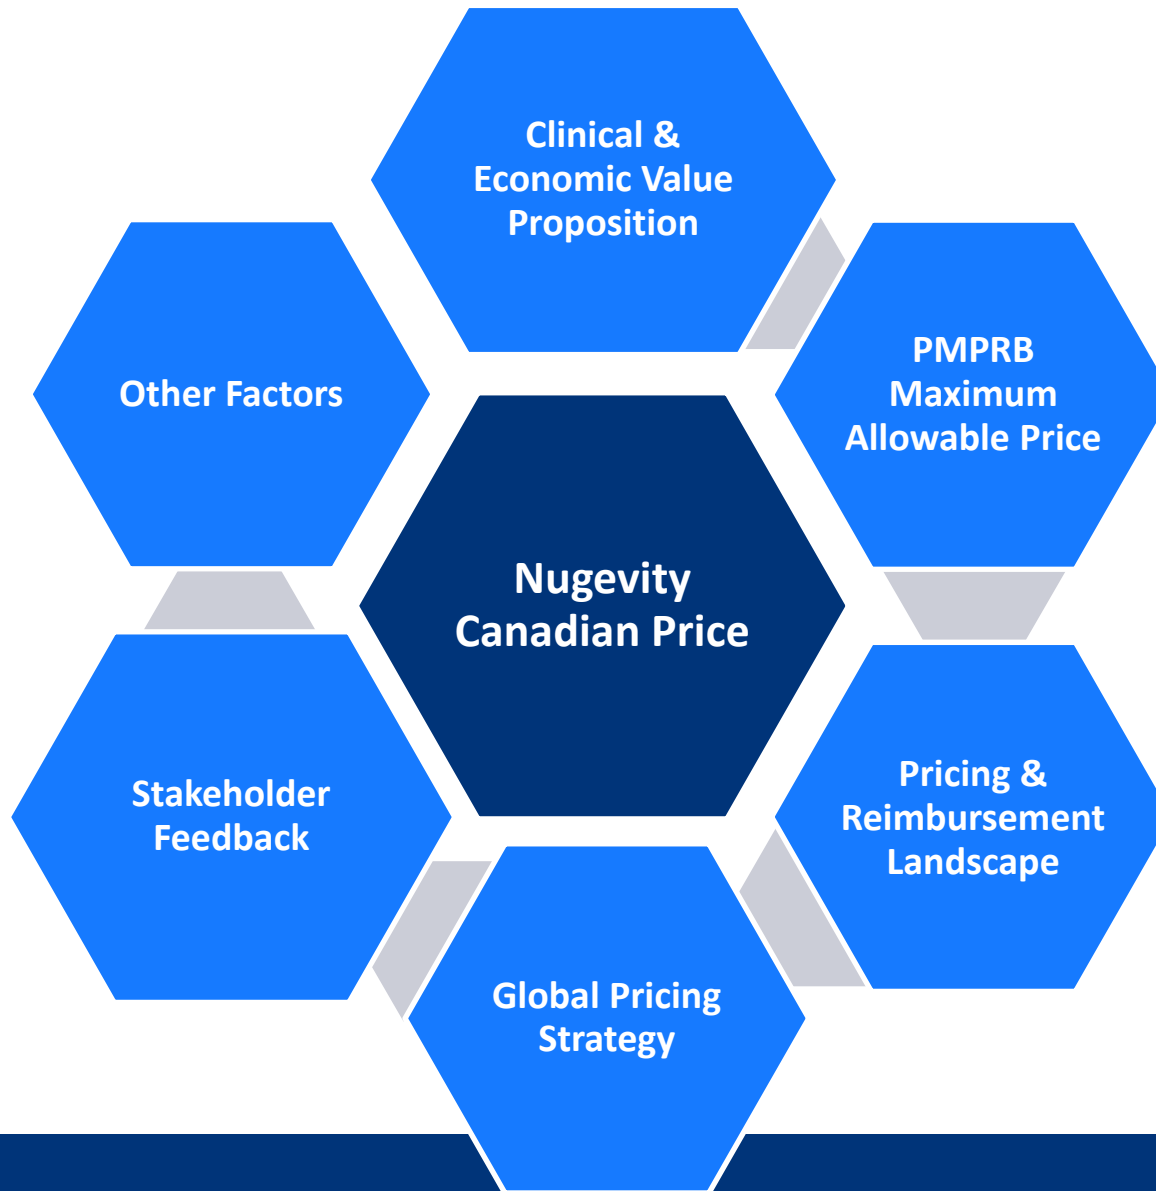 Clinical &
Economic Value
Proposition
PMPRB
Maximum
Allowable Price
Other Factors
Nugevity
Canadian Price
Pricing &
Reimbursement
Landscape
Stakeholder
Feedback
Global Pricing
Strategy